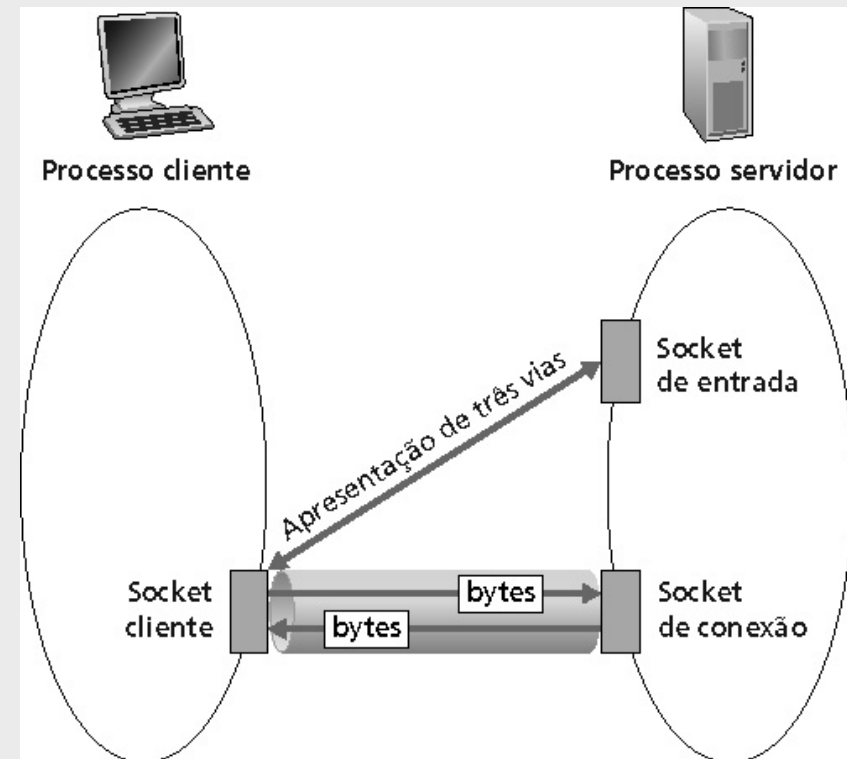 Processo cliente
Processo servidor
Socket
de entrada
Apresentação de três vias
Socket
cliente
bytes
bytes
Socket
de conexão